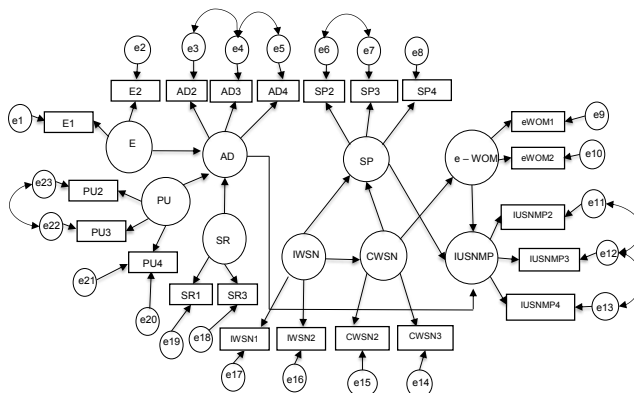 e2
e3
e4
e5
e6
e7
e8
E2
AD2
AD3
AD4
SP2
SP3
SP4
e1
E1
E
AD
SP
e – WOM
eWOM1
e9
eWOM2
e10
e23
PU2
PU
e22
PU3
SR
IWSN
CWSN
IUSNMP
IUSNMP2
e11
IUSNMP3
e12
IUSNMP4
e13
PU4
e21
e20
SR1
SR3
e19
e18
IWSN1
IWSN2
CWSN2
CWSN3
e17
e16
e15
e14